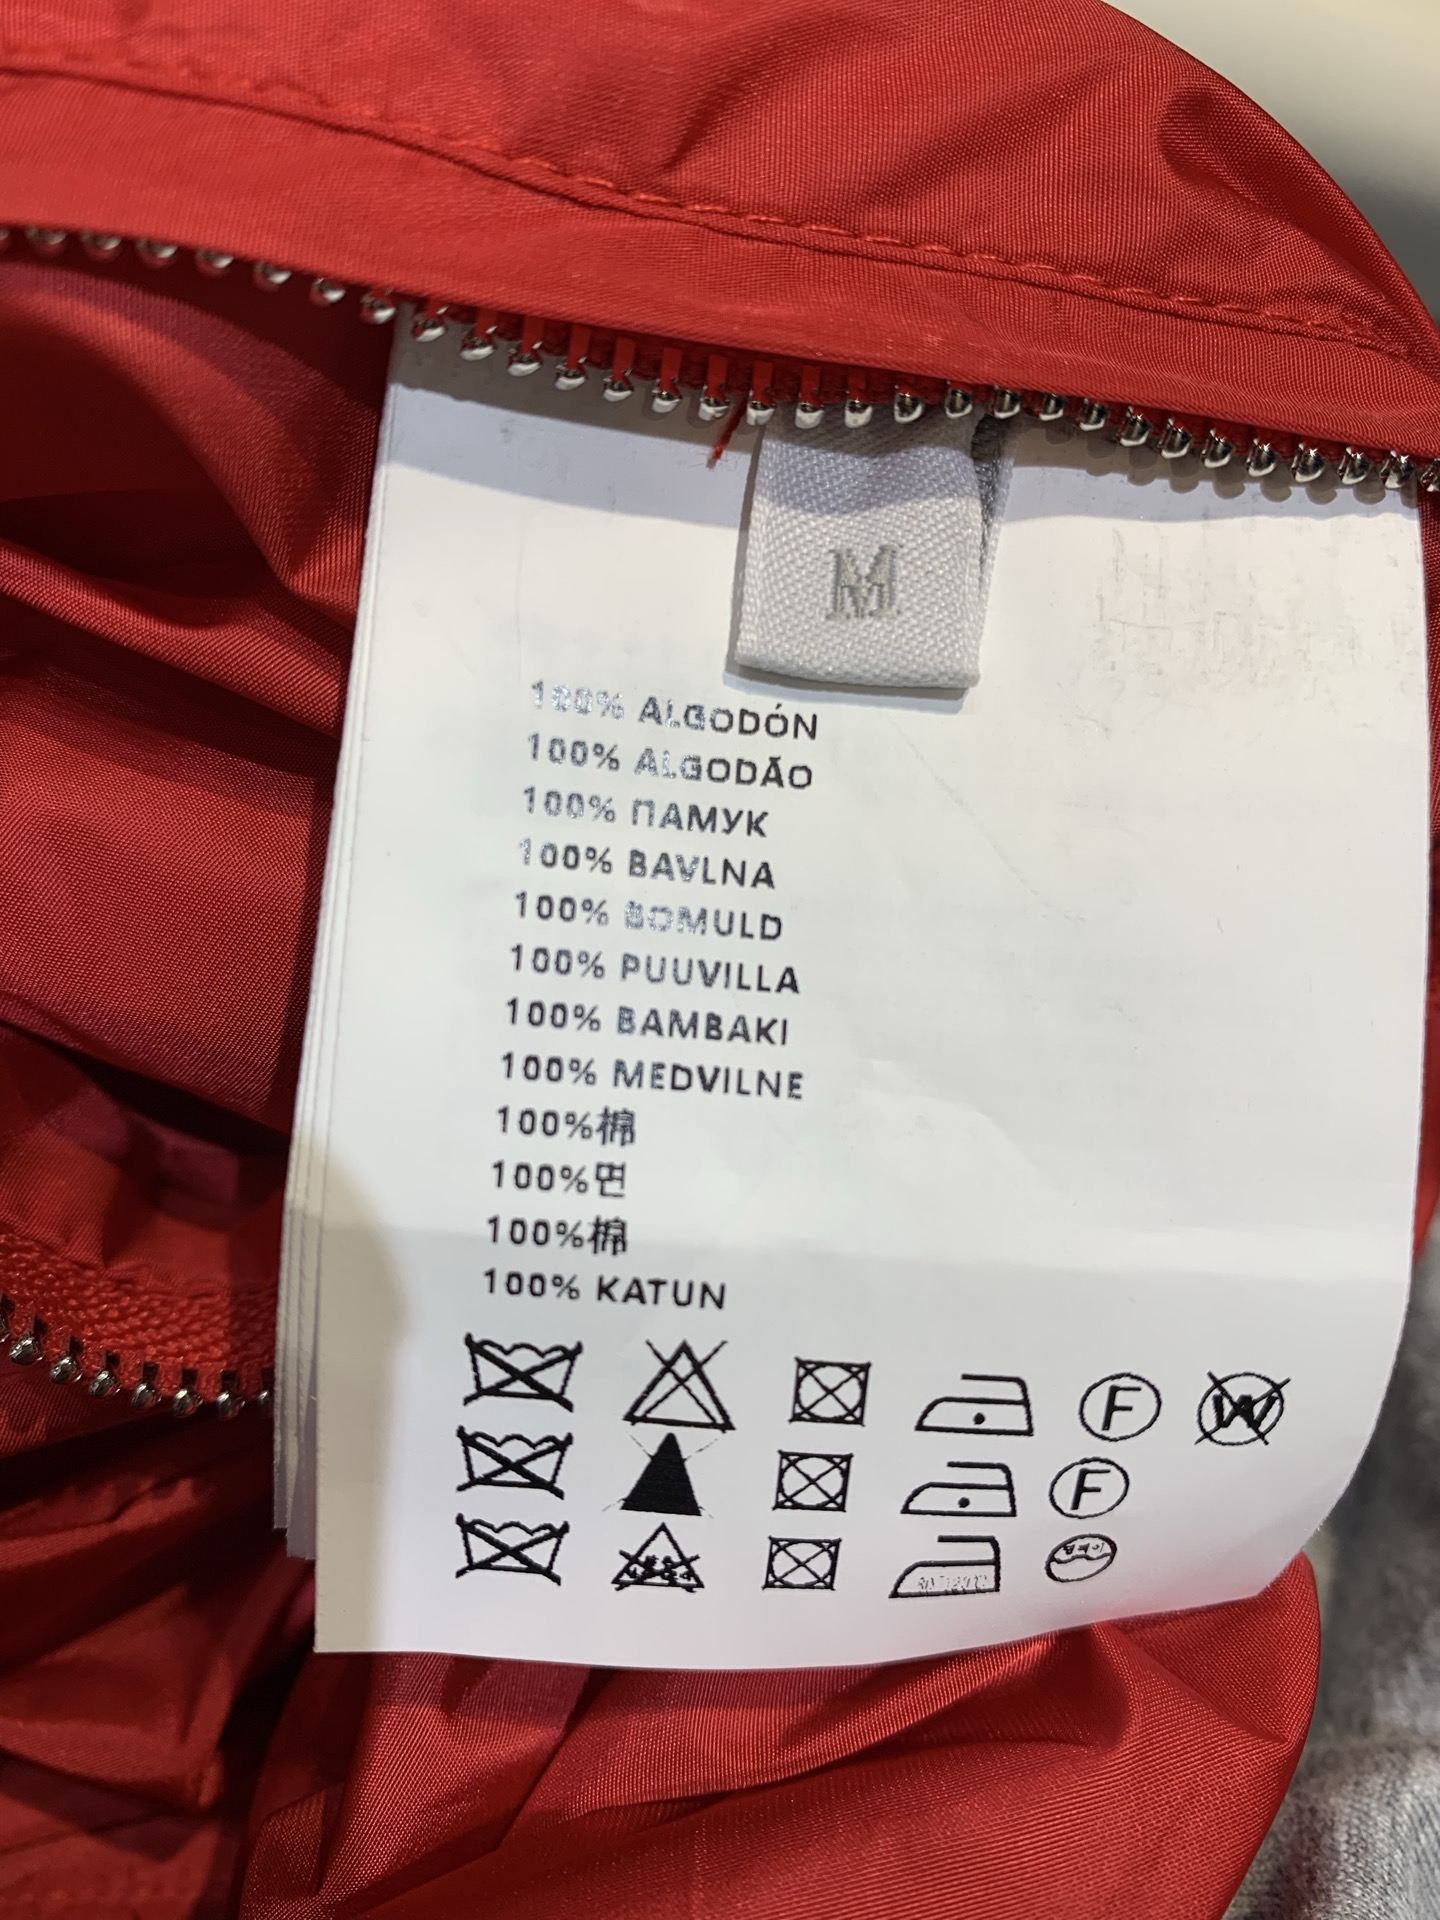 M
100% ALGODÓN
100% ALGODÃO
100% ПАМУК
100% BAVLNA
100% BOMULD
100% PUUVILLA
100% BAMBAKI
100% MEDVILNE
100%棉
100%면
100%棉
100% KATUN
F W
F